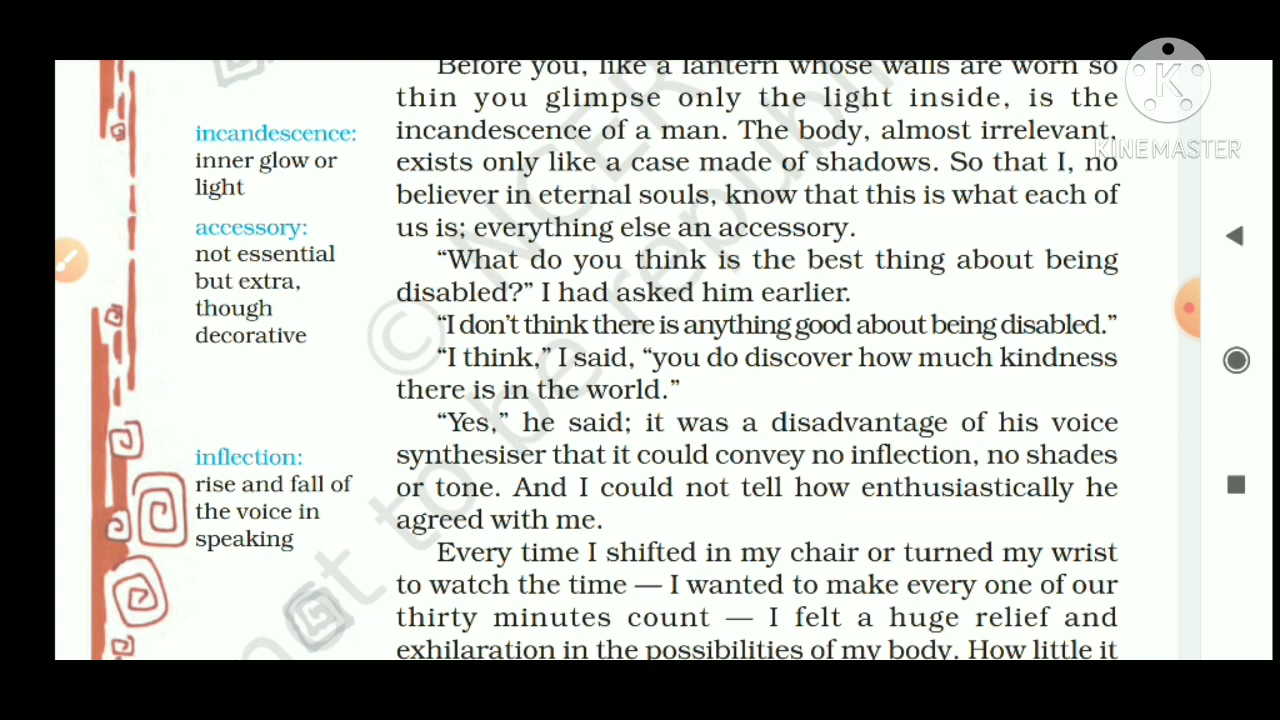 Before you, like a lantern whose walls are worn so
thin you glimpse only the light inside, is the
incandescence of a man. The body, almost irrelevant,
exists only like a case made of shadows. So that I, no
believer in eternal souls, know that this is what each of
us is; everything else an accessory.
“What do you think is the best thing about being
disabled?” I had asked him earlier.
“I don’t think there is anything good about being disabled.”
“I think,” I said, “you do discover how much kindness
there is in the world.”
“Yes,” he said; it was a disadvantage of his voice
synthesiser that it could convey no inflection, no shades
or tone. And I could not tell how enthusiastically he
agreed with me.
Every time I shifted in my chair or turned my wrist
to watch the time — I wanted to make every one of our
thirty minutes count — I felt a huge relief and
exhilaration in the possibilities of my body. How little it
incandescence:
inner glow or
light
accessory:
not essential
but extra,
though
decorative
inflection:
rise and fall of
the voice in
speaking
K
KINEMASTER
© NCER
not to be republi